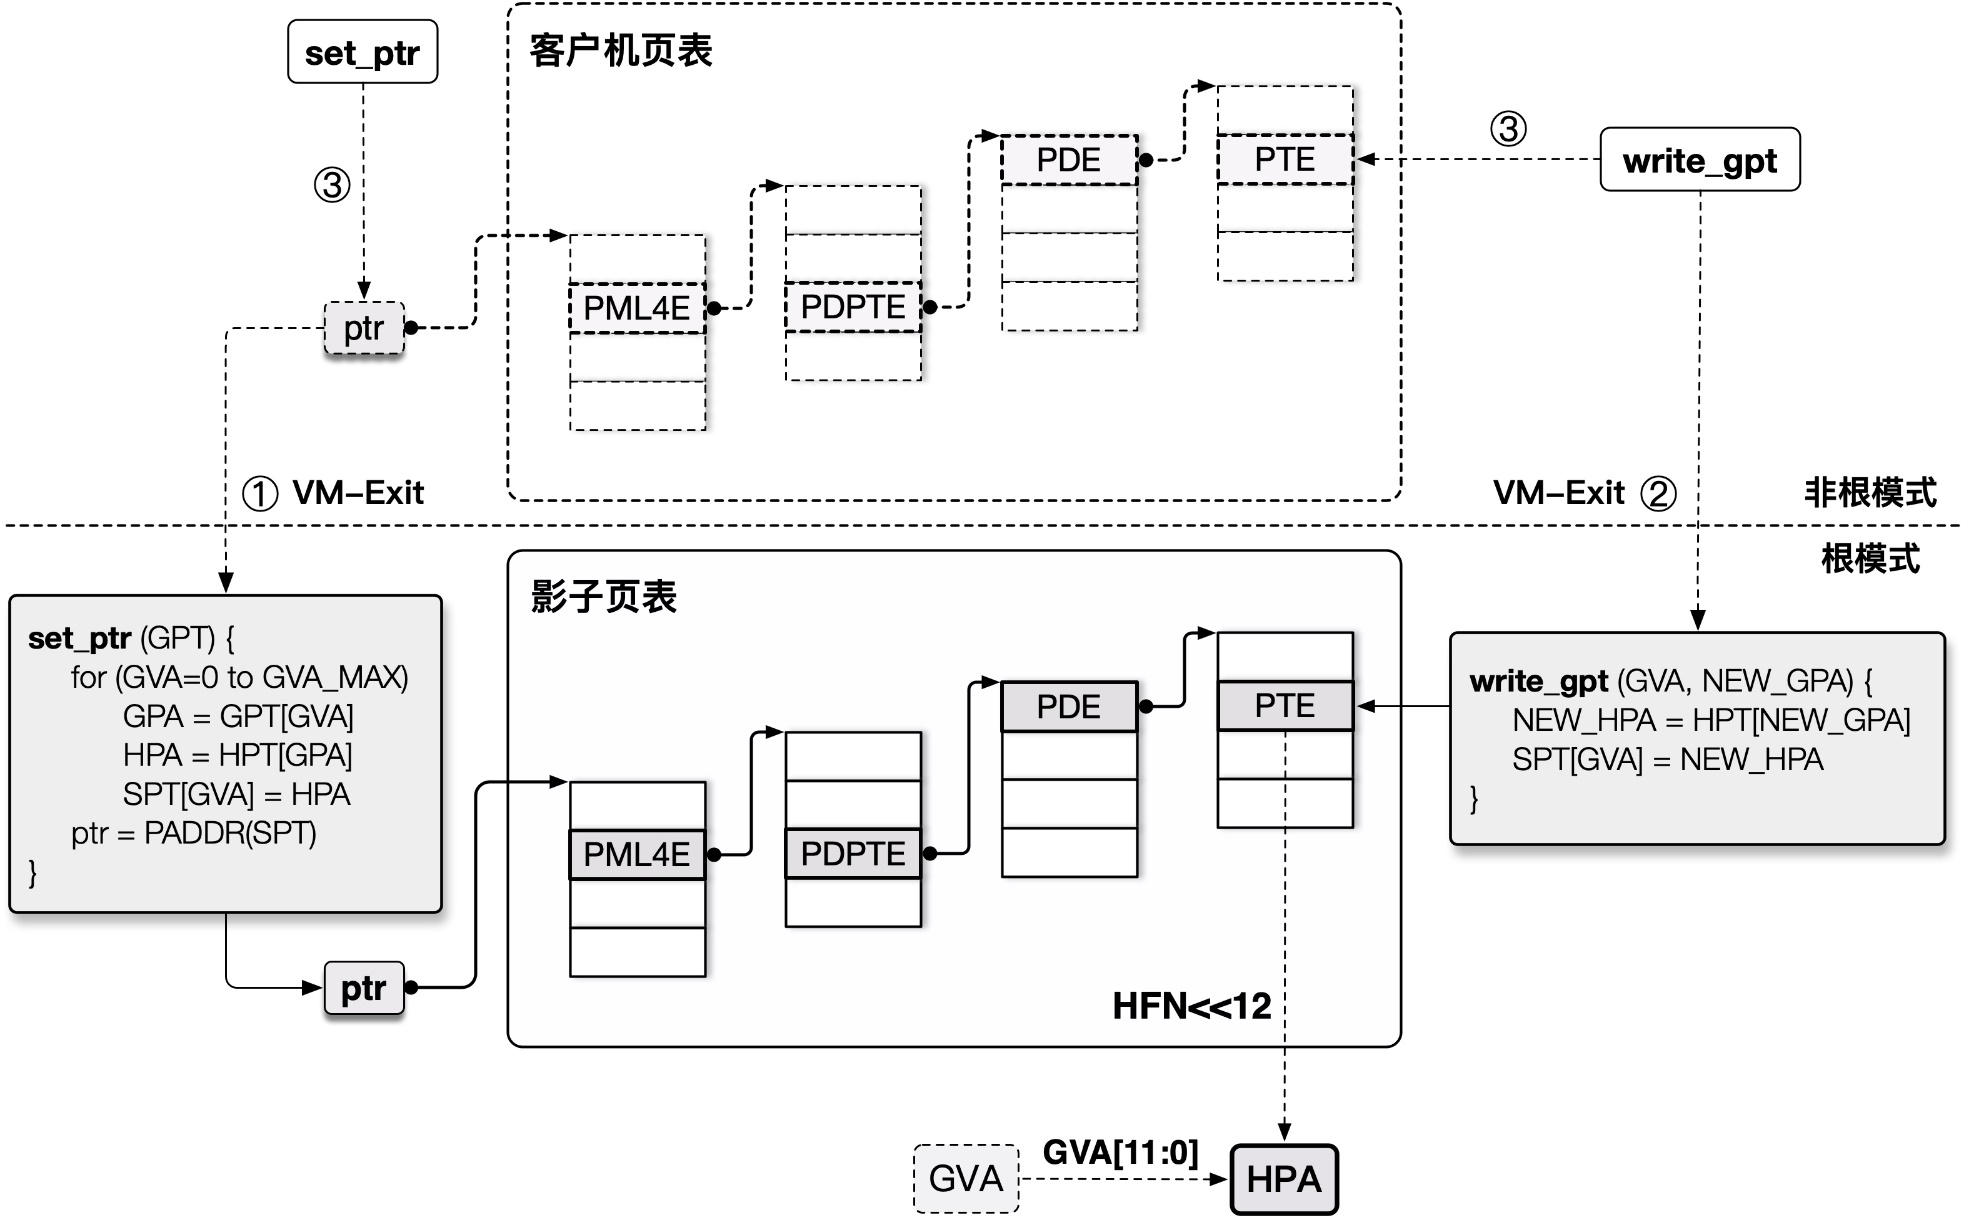 set_ptr
客户机页表
③
③
PDE
PTE
write_gpt
PML4E
PDPTE
ptr
① VM-Exit
VM-Exit ②
非根模式
根模式
影子页表
set_ptr (GPT) {
for (GVA=0 to GVA_MAX)
GPA = GPT[GVA]
HPA = HPT[GPA]
SPT[GVA] = HPA
ptr = PADDR(SPT)
}
PDE
PTE
PML4E
PDPTE
write_gpt (GVA, NEW_GPA) {
NEW_HPA = HPT[NEW_GPA]
SPT[GVA] = NEW_HPA
}
ptr
HFN<<12
GVA
GVA[11:0]
HPA